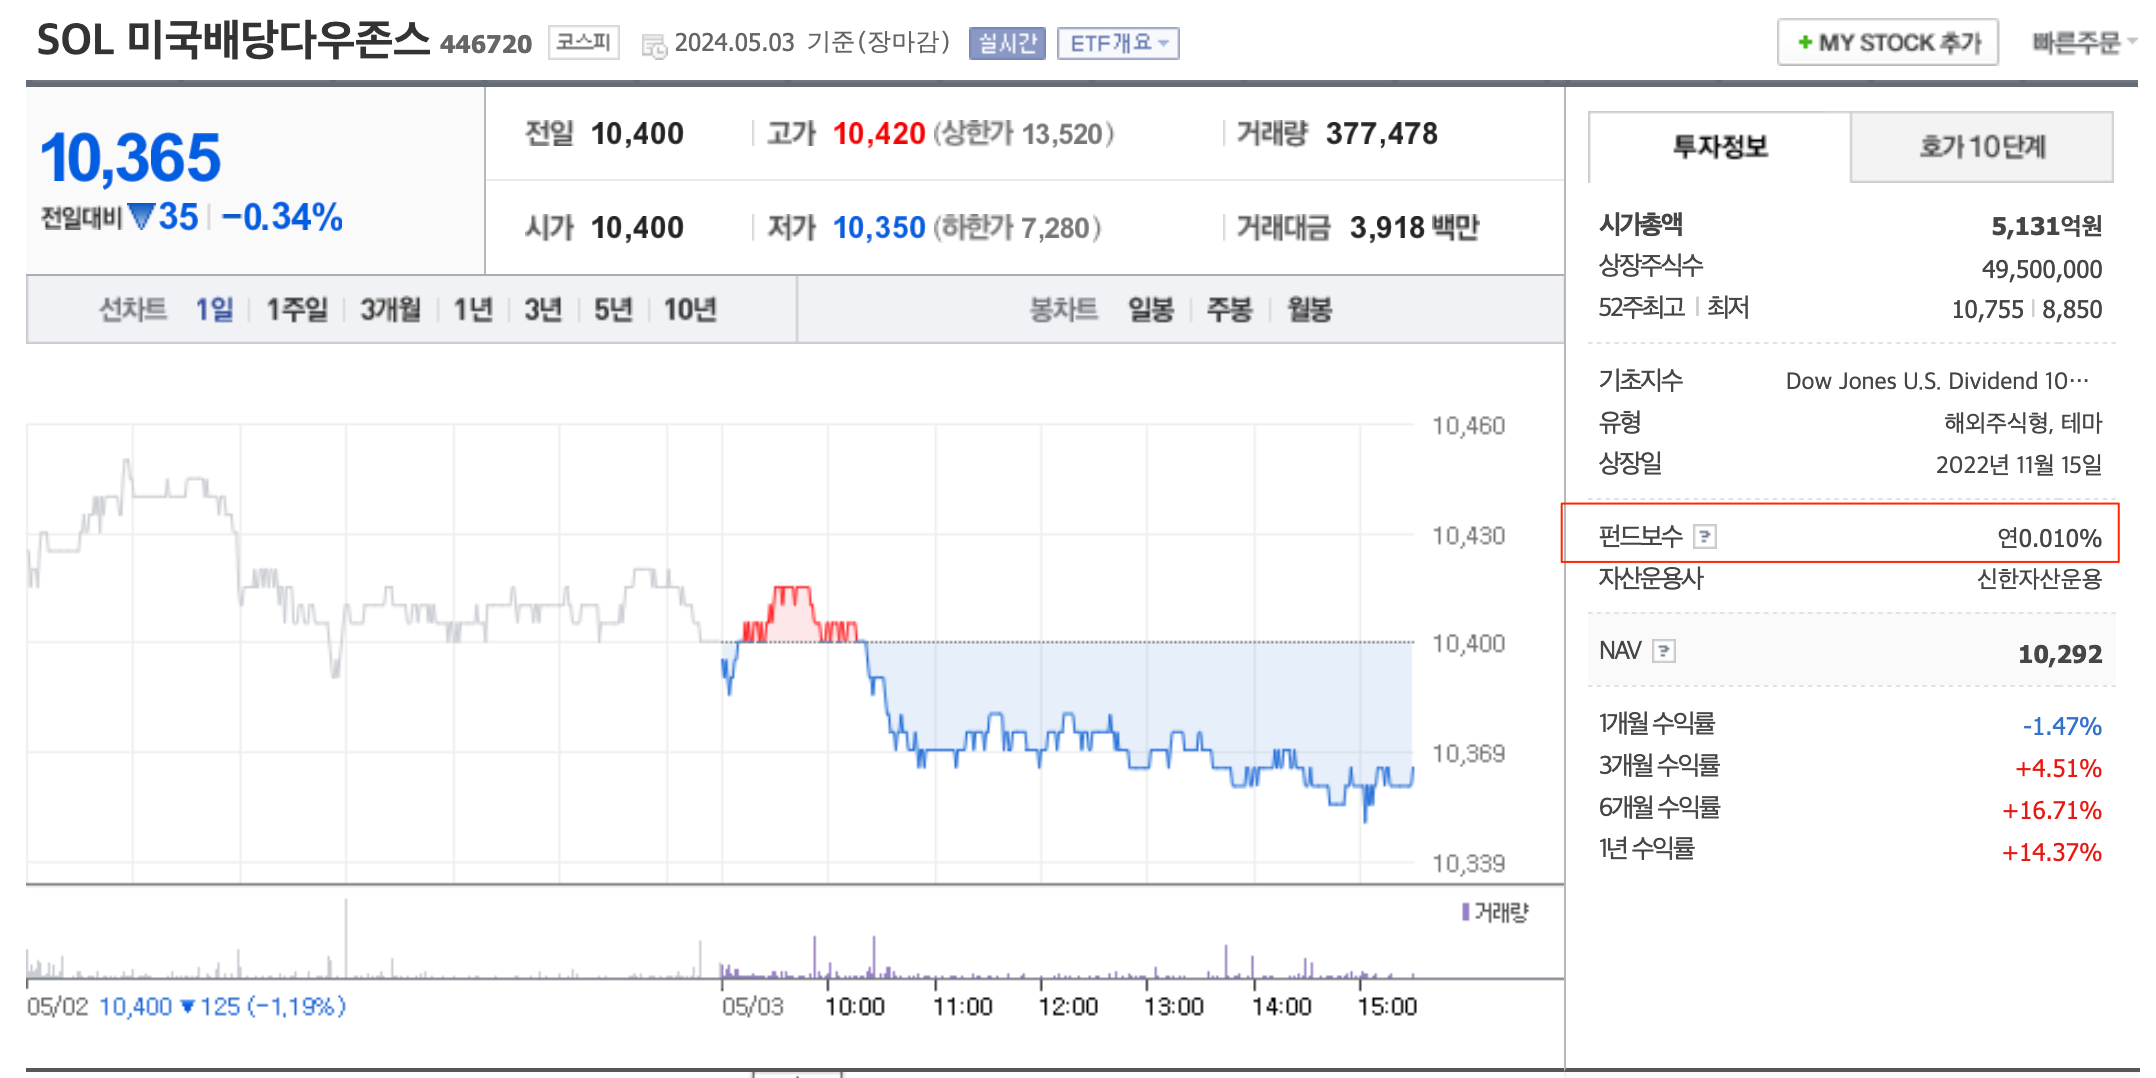 SOL 미국배당다우존스 446720 코스피 2024.05.03 기준(장마감) 실시간 ETF개요 + MY STOCK 추가 빠른주문
10,365
전일대비 ▼35 -0.34%
전일 10,400 고가 10,420 (상한가 13,520) 거래량 377,478
시가 10,400 저가 10,350 (하한가 7,280) 거래대금 3,918 백만
선차트 1일 1주일 3개월 1년 3년 5년 10년 봉차트 일봉 주봉 월봉
10,460
10,430
10,400
10,369
10,339
거래량
05/02 10,400 ▼125 (-1.19%) 05/03 10:00 11:00 12:00 13:00 14:00 15:00
투자정보 호가 10단계
시가총액 5,131억원
상장주식수 49,500,000
52주최고 | 최저 10,755 | 8,850
기초지수 Dow Jones U.S. Dividend 10…
유형 해외주식형, 테마
상장일 2022년 11월 15일
펀드보수 ? 연0.010%
자산운용사 신한자산운용
NAV ? 10,292
1개월 수익률 -1.47%
3개월 수익률 +4.51%
6개월 수익률 +16.71%
1년 수익률 +14.37%